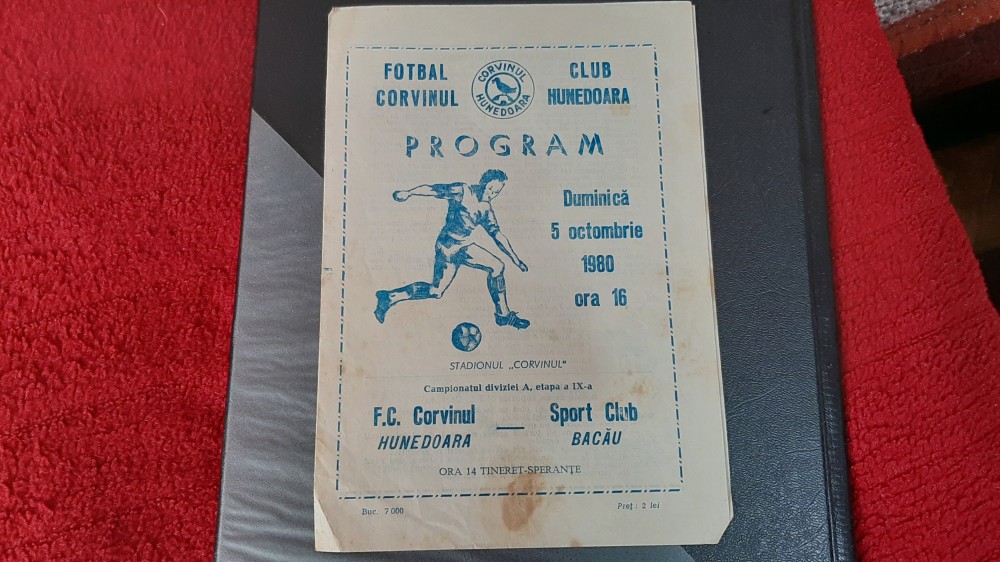 FOTBAL CLUB
CORVINUL HUNEDOARA
CORVINUL
HUNEDOARA
PROGRAM
Duminică
5 octombrie
1980
ora 16
STADIONUL „CORVINUL"
Campionatul diviziei A, etapa a IX-a
F.C. Corvinul — Sport Club
HUNEDOARA BACĂU
ORA 14 TINERET-SPERANȚE
Buc. 7 000 Preț: 2 lei